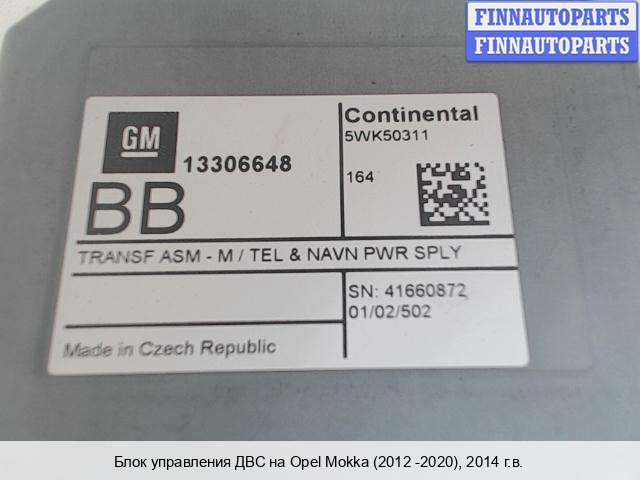 FINNAUTOPARTS
FINNAUTOPARTS
GM
13306648
BB
Continental
5WK50311
164
TRANSF ASM - M / TEL & NAVN PWR SPLY
SN: 41660872
01/02/502
Made in Czech Republic
Блок управления ДВС на Opel Mokka (2012 -2020), 2014 г.в.